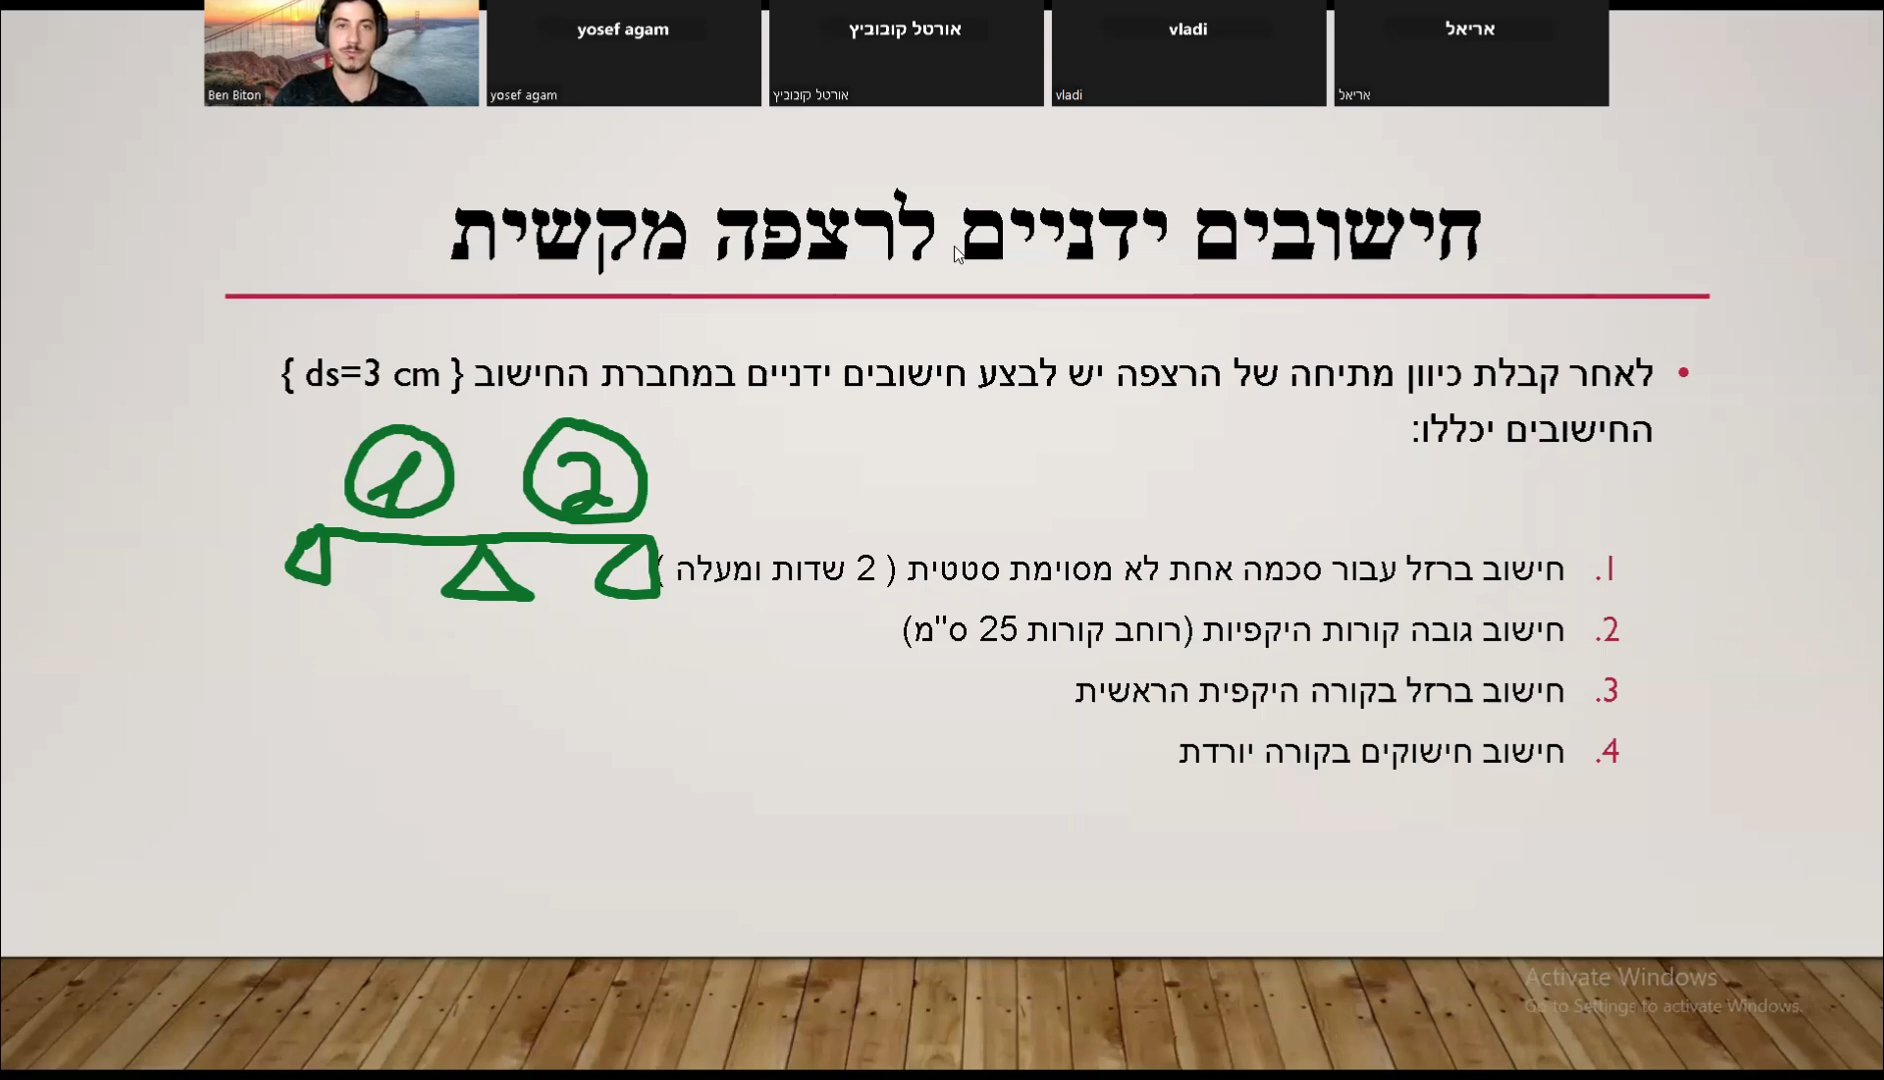 yosef agam
אורטל קובוביץ
vladi
אריאל
Ben Biton
yosef agam
אורטל קובוביץ
vladi
אריאל
חישובים ידניים לרצפה מקשית
• לאחר קבלת כיוון מתיחה של הרצפה יש לבצע חישובים ידניים במחברת החישוב { ds=3 cm }
החישובים יכללו:
1 2
1. חישוב ברזל עבור סכמה אחת לא מסוימת סטטית ( 2 שדות ומעלה )
2. חישוב גובה קורות היקפיות (רוחב קורות 25 ס"מ)
3. חישוב ברזל בקורה היקפית הראשית
4. חישוב חישוקים בקורה יורדת
Activate Windows
Go to Settings to activate Windows.